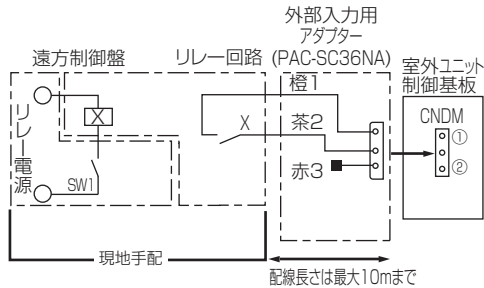 外部入力用
アダプター
(PAC-SC36NA)
遠方制御盤
リレー回路
室外ユニット
制御基板
橙1
CNDM
X
X
茶2
①
リレー電源
赤3
②
SW1
現地手配
配線長さは最大10mまで